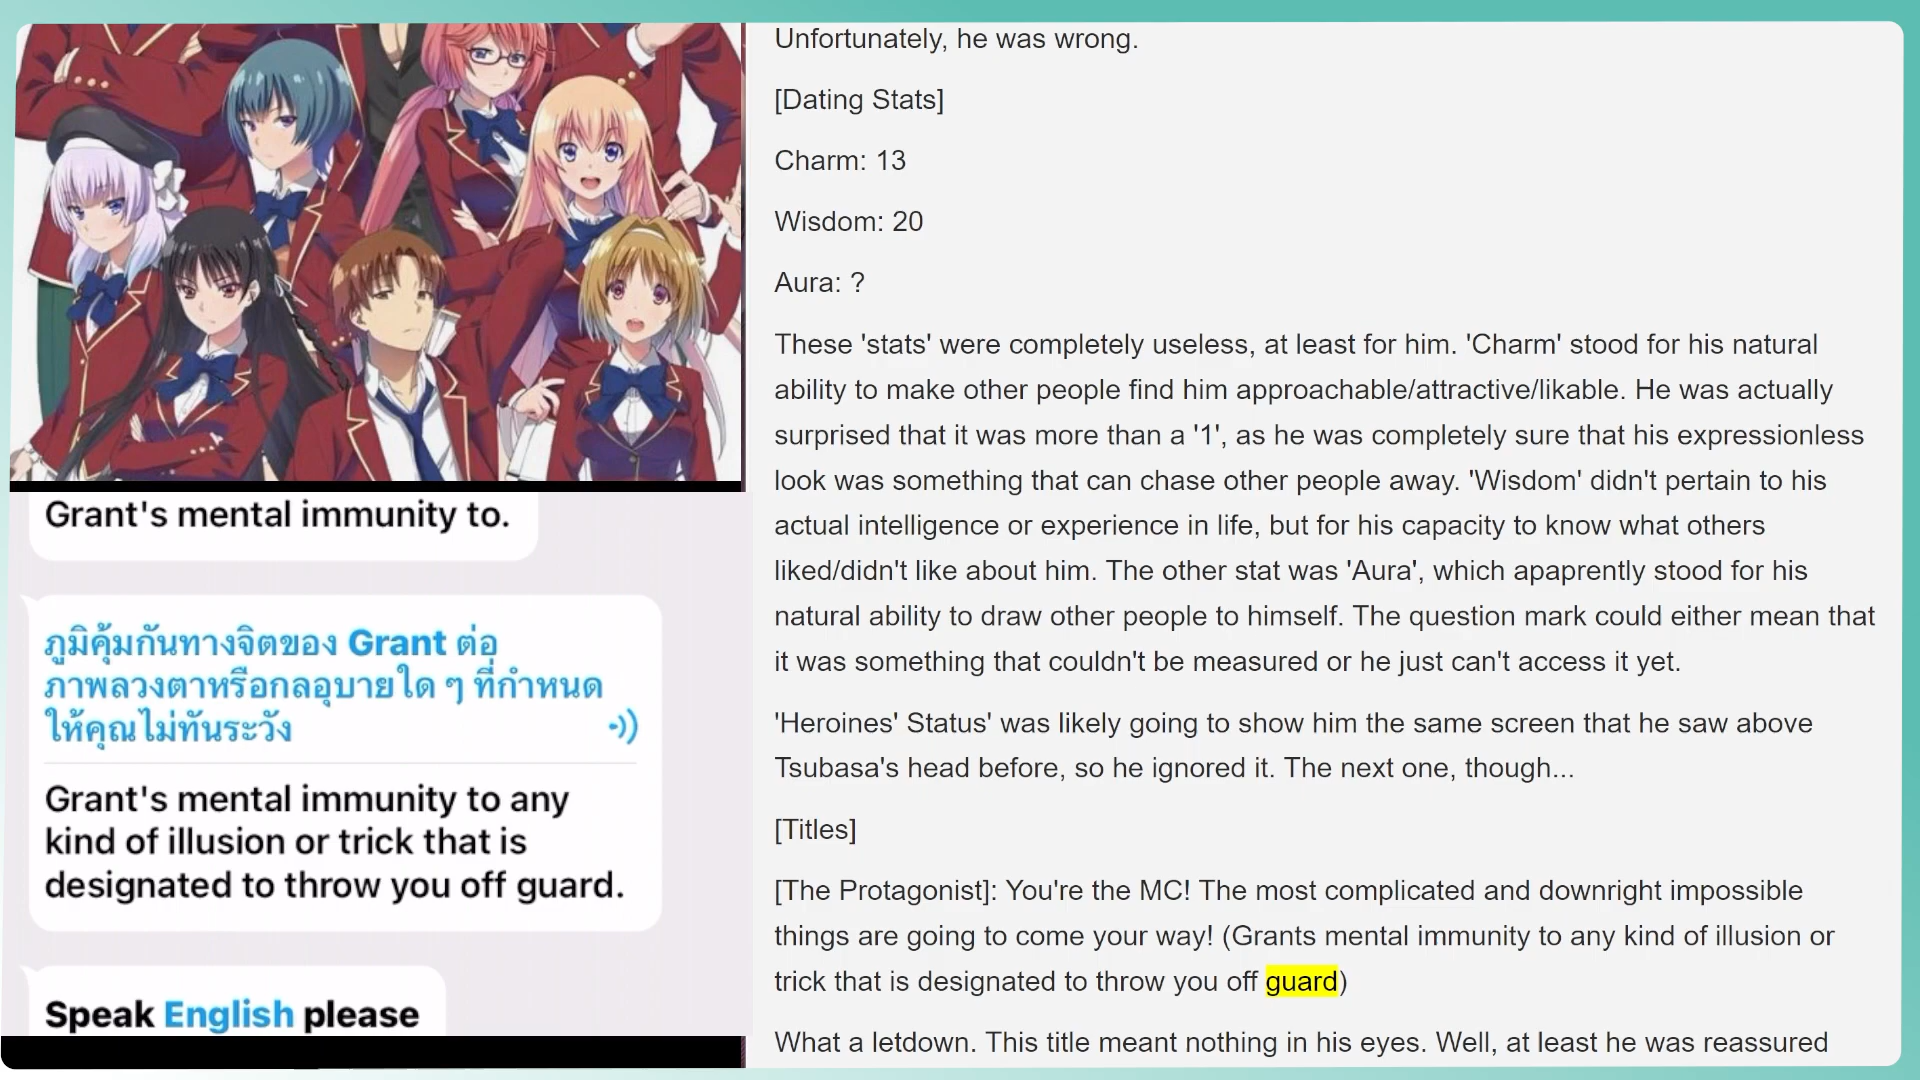 Grant's mental immunity to.
ภูมิคุ้มกันทางจิตของ Grant ต่อ
ภาพลวงตาหรือกลอุบายใด ๆ ที่กำหนด
ให้คุณไม่ทันระวัง
Grant's mental immunity to any
kind of illusion or trick that is
designated to throw you off guard.
Speak English please
Unfortunately, he was wrong.
[Dating Stats]
Charm: 13
Wisdom: 20
Aura: ?
These 'stats' were completely useless, at least for him. 'Charm' stood for his natural
ability to make other people find him approachable/attractive/likable. He was actually
surprised that it was more than a '1', as he was completely sure that his expressionless
look was something that can chase other people away. 'Wisdom' didn't pertain to his
actual intelligence or experience in life, but for his capacity to know what others
liked/didn't like about him. The other stat was 'Aura', which apaprently stood for his
natural ability to draw other people to himself. The question mark could either mean that
it was something that couldn't be measured or he just can't access it yet.
'Heroines' Status' was likely going to show him the same screen that he saw above
Tsubasa's head before, so he ignored it. The next one, though...
[Titles]
[The Protagonist]: You're the MC! The most complicated and downright impossible
things are going to come your way! (Grants mental immunity to any kind of illusion or
trick that is designated to throw you off guard)
What a letdown. This title meant nothing in his eyes. Well, at least he was reassured